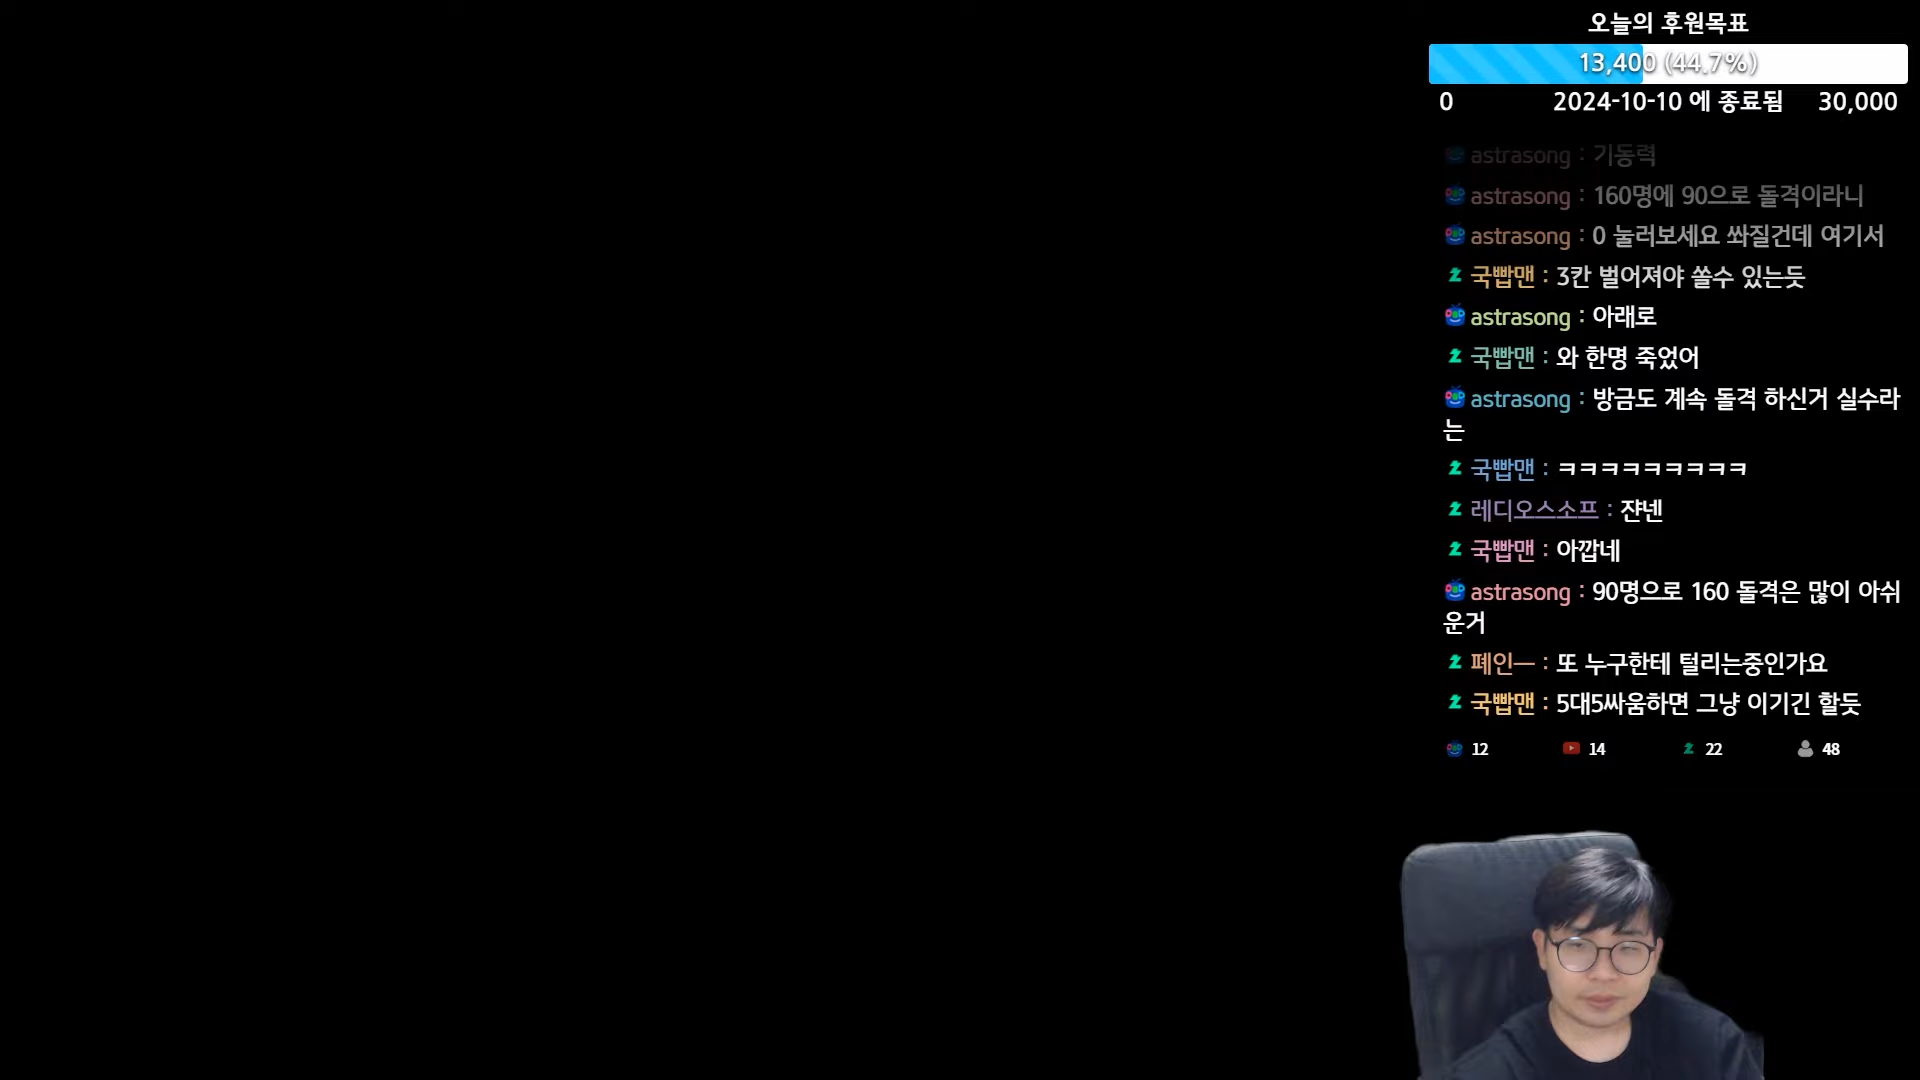 오늘의 후원목표
13,400 (44.7%)
0 2024-10-10 에 종료됨 30,000
astrasong : 기동력
astrasong : 160명에 90으로 돌격이라니
astrasong : 0 눌러보세요 쏴질건데 여기서
국빱맨 : 3칸 벌어져야 쏠수 있는듯
astrasong : 아래로
국빱맨 : 와 한명 죽었어
astrasong : 방금도 계속 돌격 하신거 실수라
는
국빱맨 : ㅋㅋㅋㅋㅋㅋㅋㅋㅋ
레디오스소프 : 쟌넨
국빱맨 : 아깝네
astrasong : 90명으로 160 돌격은 많이 아쉬
운거
폐인ㅡ : 또 누구한테 털리는중인가요
국빱맨 : 5대5싸움하면 그냥 이기긴 할듯
12 14 22 48